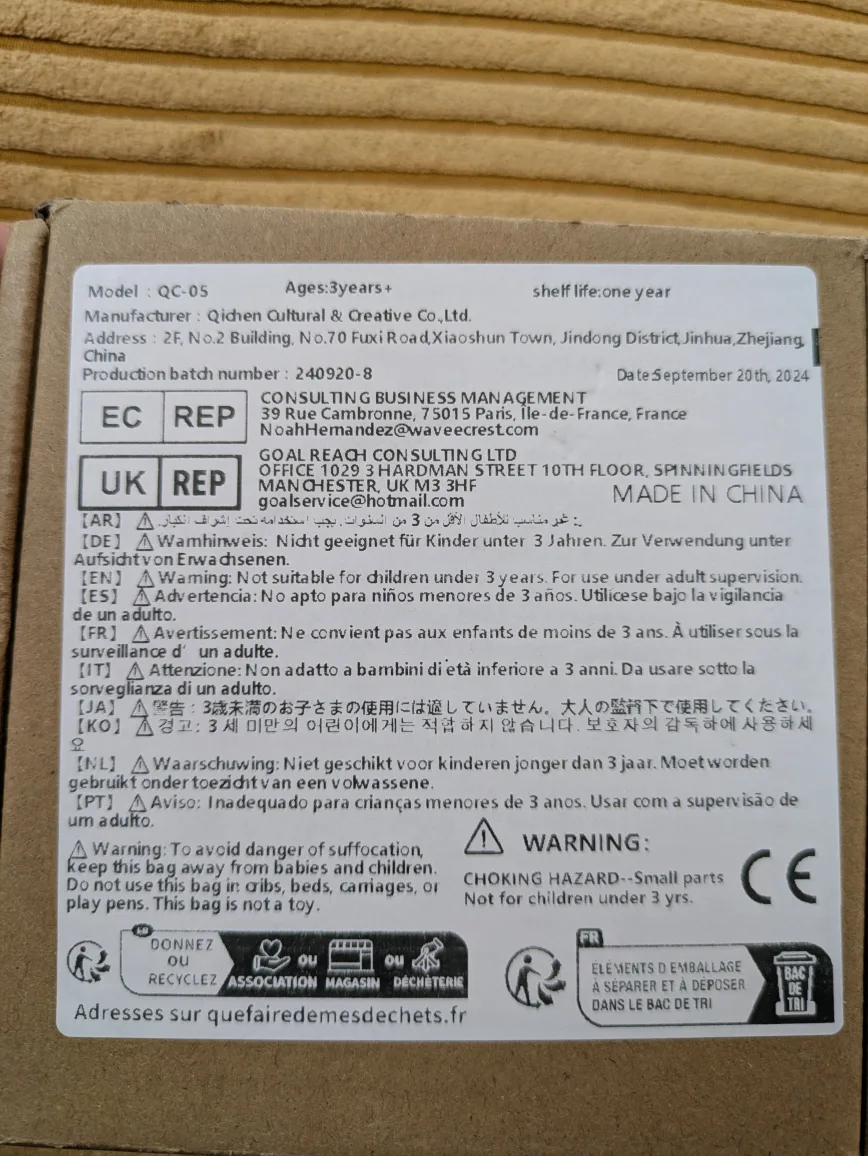 Model : QC-05 Ages:3years+ shelf life:one year
Manufacturer : Qichen Cultural & Creative Co.,Ltd.
Address : 2F, No.2 Building, No.70 Fuxi Road,Xiaoshun Town, Jindong District,Jinhua,Zhejiang,
China
Production batch number : 240920-8 Date:September 20th, 2024
EC REP
CONSULTING BUSINESS MANAGEMENT
39 Rue Cambronne, 75015 Paris, Île-de-France, France
NoahHernandez@waveecrest.com
UK REP
GOAL REACH CONSULTING LTD
OFFICE 1029 3 HARDMAN STREET 10TH FLOOR, SPINNINGFIELDS
MANCHESTER, UK M3 3HF
goalservice@hotmail.com
MADE IN CHINA
【AR】 ⚠ .غير مناسب للأطفال الأقل من 3 من السنوات. يجب استخدامه تحت إشراف الكبار :
【DE】 ⚠ Warnhinweis: Nicht geeignet für Kinder unter 3 Jahren. Zur Verwendung unter
Aufsicht von Erwachsenen.
【EN】 ⚠ Warning: Not suitable for children under 3 years. For use under adult supervision.
【ES】 ⚠ Advertencia: No apto para niños menores de 3 años. Utilícese bajo la vigilancia
de un adulto.
【FR】 ⚠ Avertissement: Ne convient pas aux enfants de moins de 3 ans. À utiliser sous la
surveillance d' un adulte.
【IT】 ⚠ Attenzione: Non adatto a bambini di età inferiore a 3 anni. Da usare sotto la
sorveglianza di un adulto.
【JA】 ⚠ 警告 : 3歳未満のお子さまの使用には適していません。大人の監督下で使用してください。
【KO】 ⚠ 경고 : 3 세 미만의 어린이에게는 적합하지 않습니다. 보호자의 감독하에 사용하세
요
【NL】 ⚠ Waarschuwing: Niet geschikt voor kinderen jonger dan 3 jaar. Moet worden
gebruikt onder toezicht van een volwassene.
【PT】 ⚠ Aviso: Inadequado para crianças menores de 3 anos. Usar com a supervisão de
um adulto.
⚠ Warning: To avoid danger of suffocation,
keep this bag away from babies and children.
Do not use this bag in cribs, beds, carriages, or
play pens. This bag is not a toy.
⚠ WARNING:
CHOKING HAZARD--Small parts
Not for children under 3 yrs.
CE
FR
DONNEZ
OU
RECYCLEZ
OU OU
ASSOCIATION MAGASIN DÉCHÈTERIE
Adresses sur quefairedemesdechets.fr
FR
ÉLÉMENTS D EMBALLAGE
À SÉPARER ET À DÉPOSER
DANS LE BAC DE TRI
BAC
DE
TRI